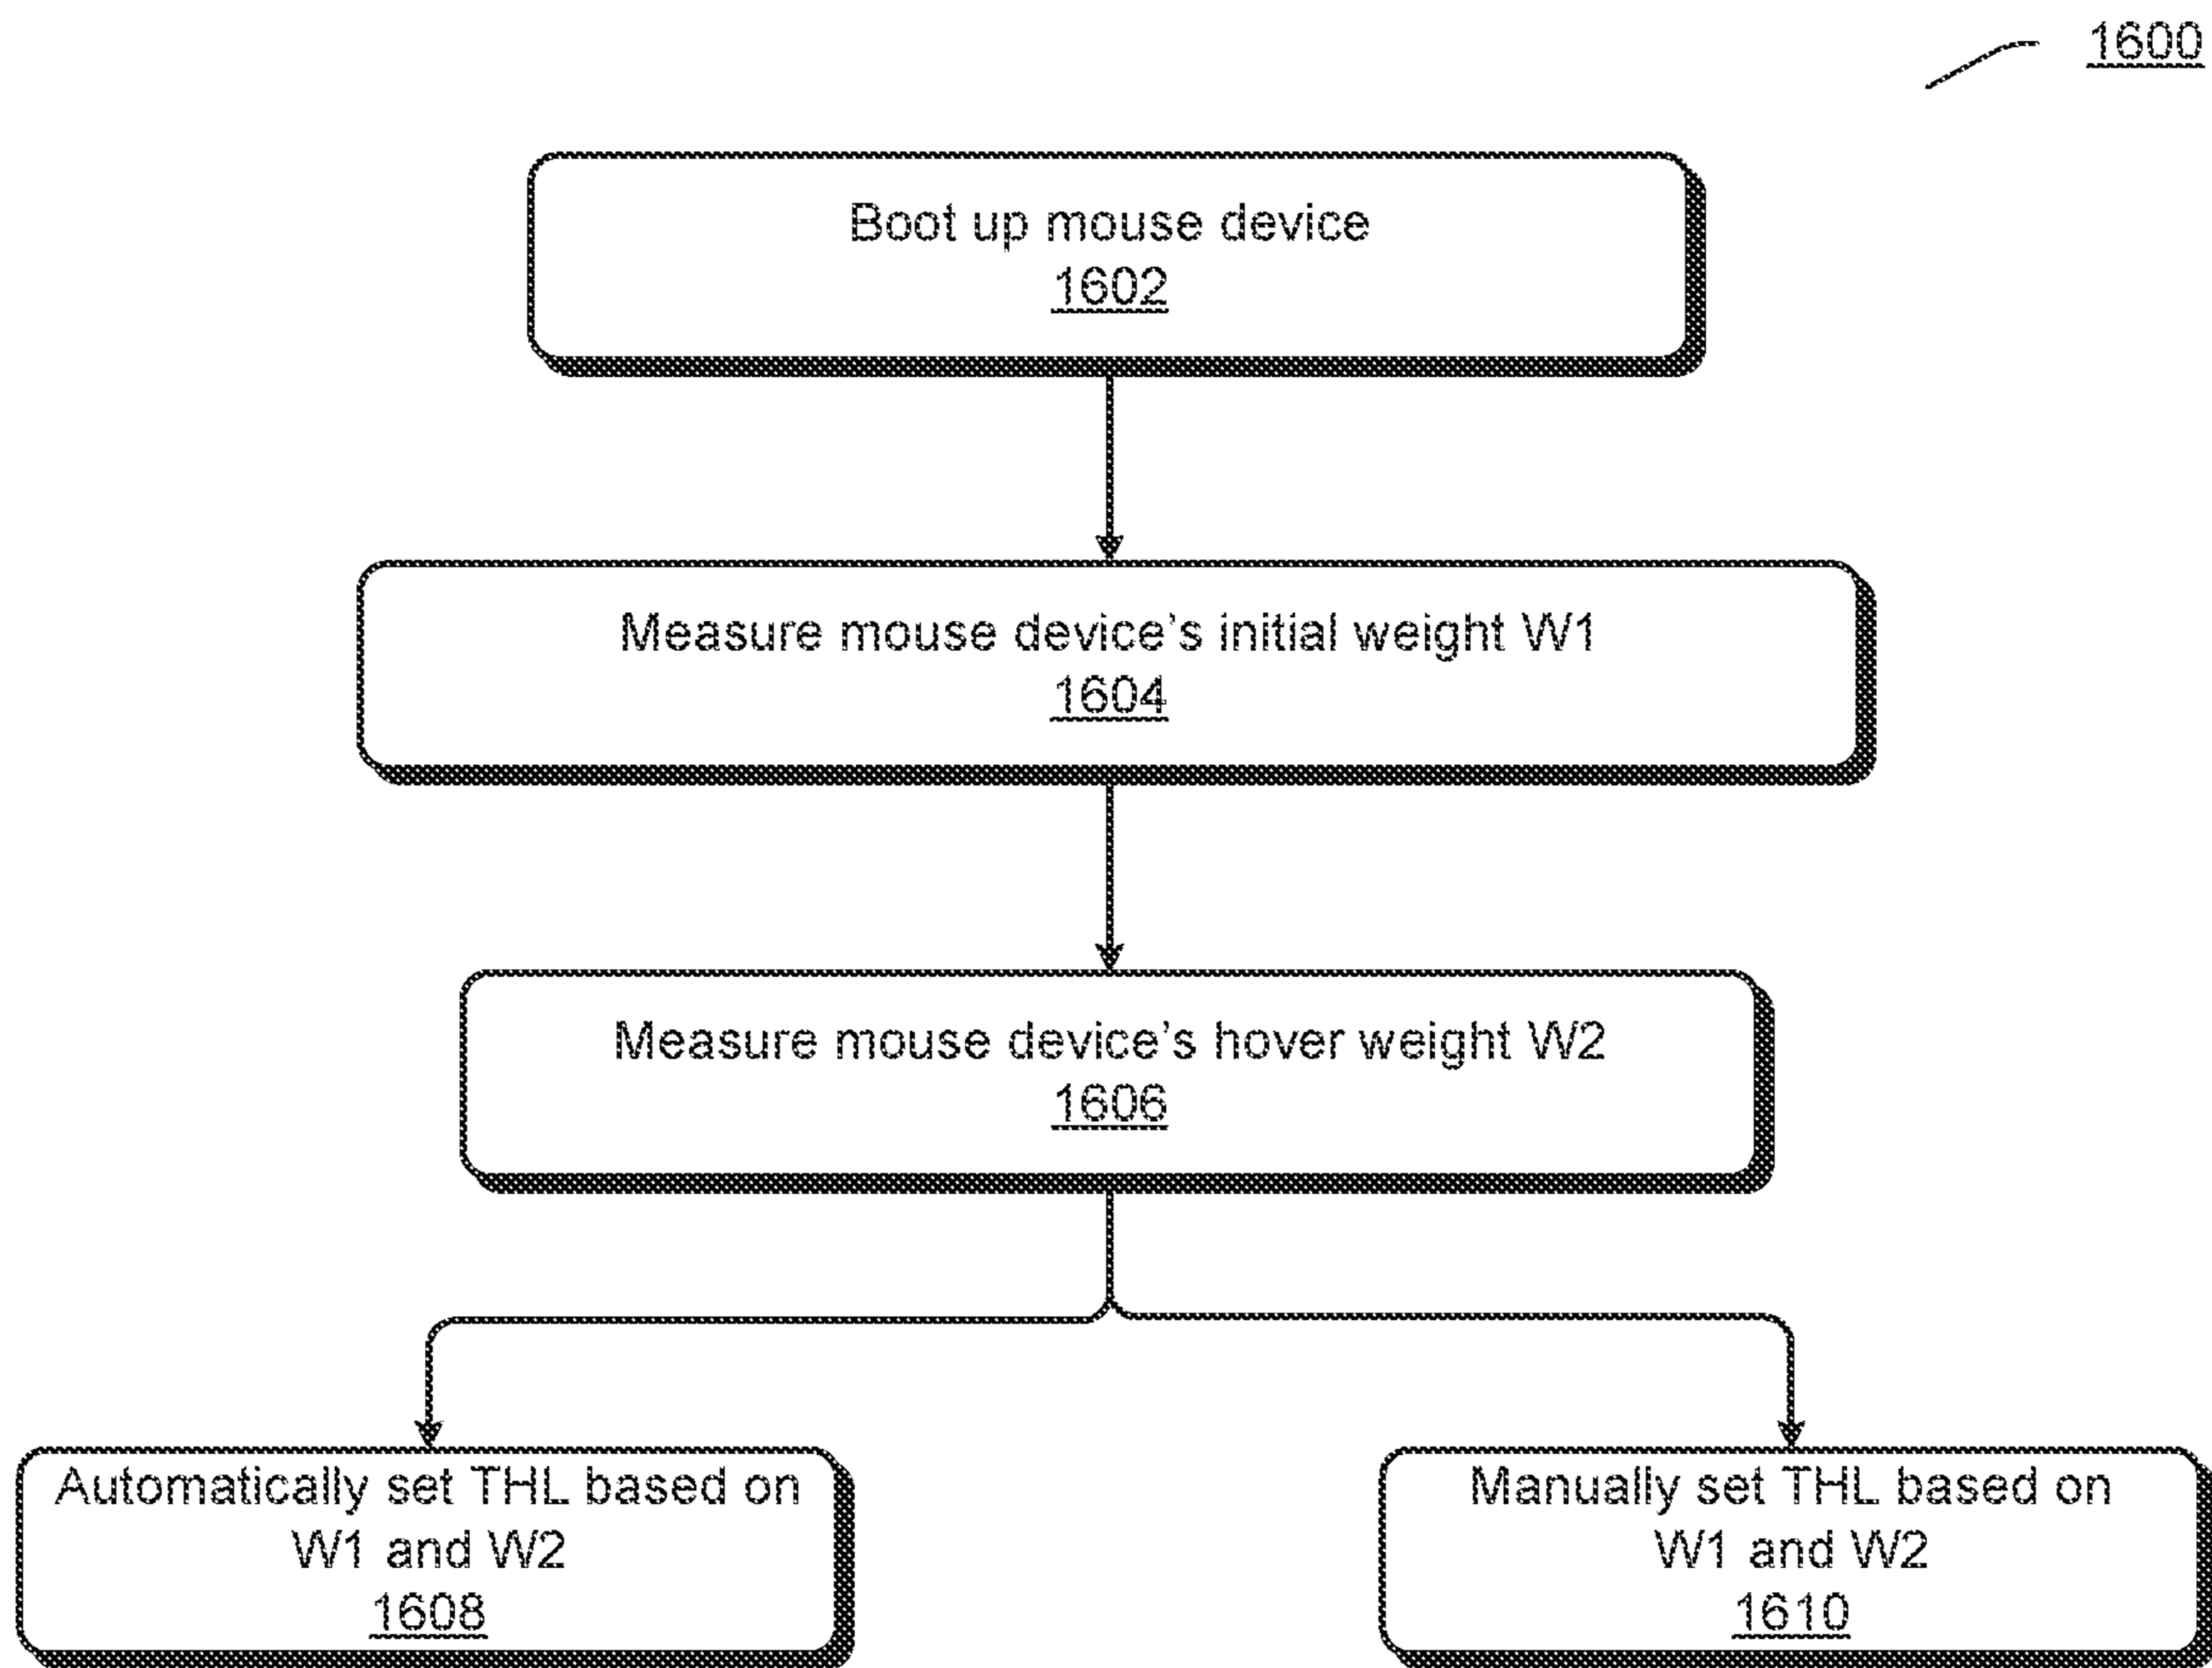 1600
Boot up mouse device
1602
Measure mouse device's initial weight W1
1604
Measure mouse device's hover weight W2
1606
Automatically set THL based on
W1 and W2
1608
Manually set THL based on
W1 and W2
1610